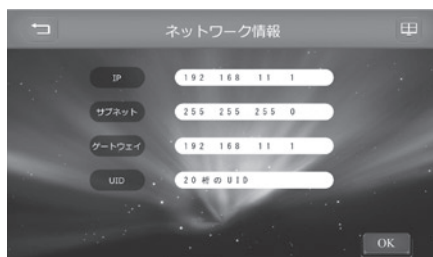 ネットワーク情報
IP 192 168 11 1
サブネット 255 255 255 0
ゲートウェイ 192 168 11 1
UID 20 桁の UID
OK